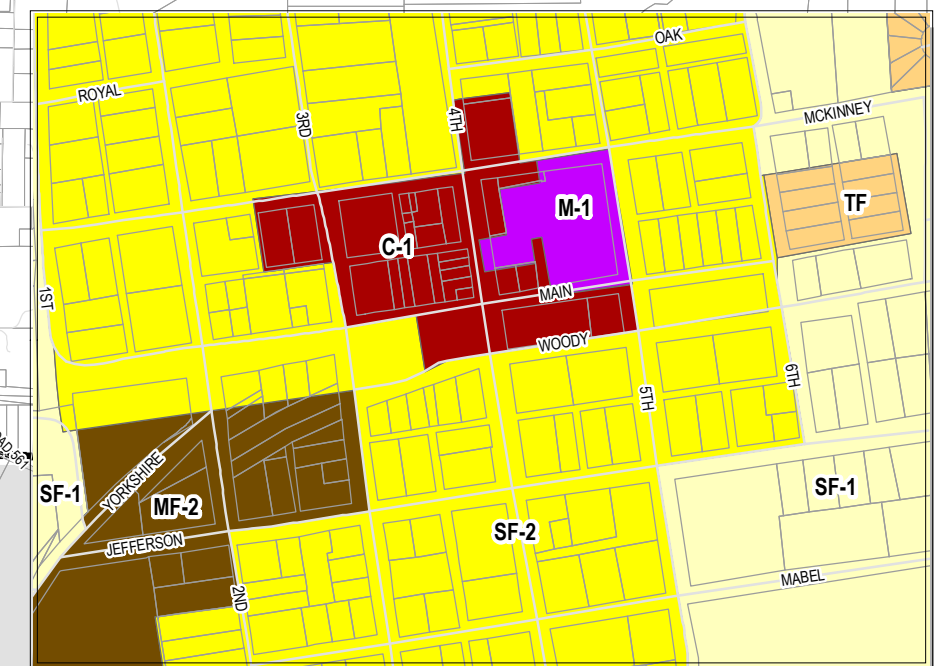 OAK
ROYAL
3RD
4TH
MCKINNEY
M-1
TF
C-1
1ST
MAIN
WOODY
6TH
5TH
YORKSHIRE
SF-1
MF-2
SF-1
SF-2
JEFFERSON
MABEL
2ND